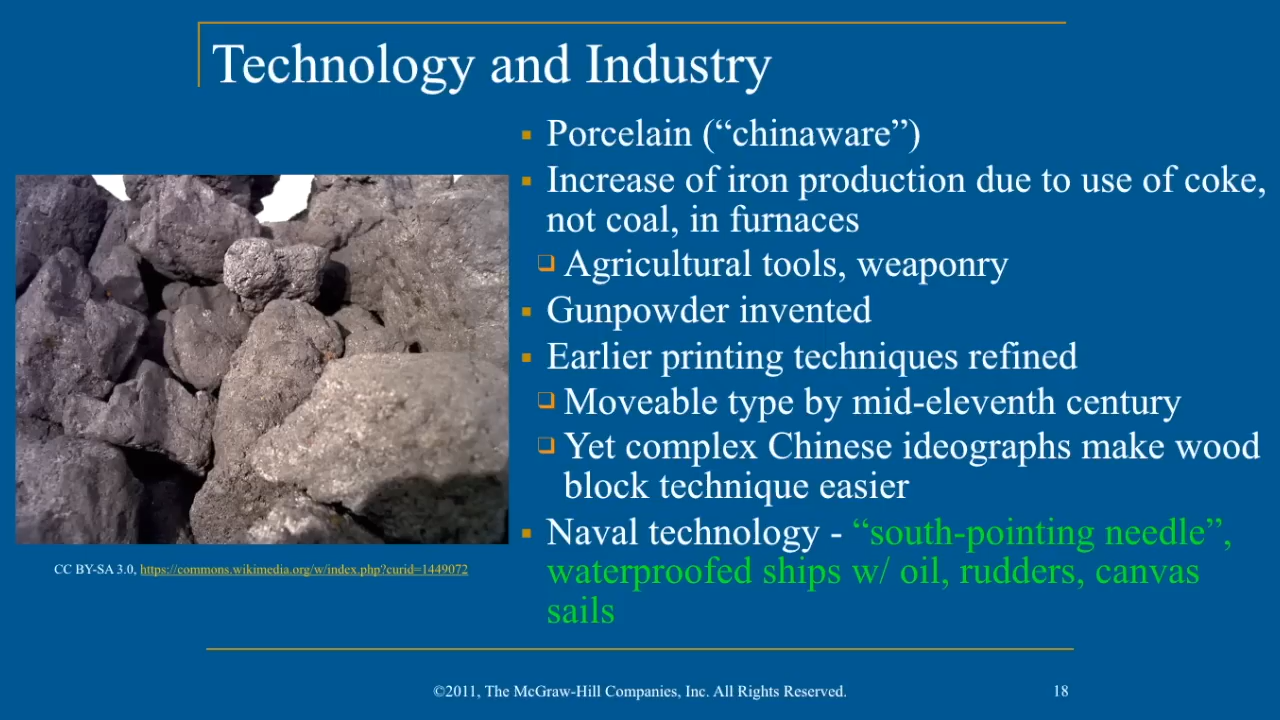 Technology and Industry
▪ Porcelain (“chinaware”)
▪ Increase of iron production due to use of coke,
not coal, in furnaces
❑ Agricultural tools, weaponry
▪ Gunpowder invented
▪ Earlier printing techniques refined
❑ Moveable type by mid-eleventh century
❑ Yet complex Chinese ideographs make wood
block technique easier
▪ Naval technology - “south-pointing needle”,
waterproofed ships w/ oil, rudders, canvas
sails
CC BY-SA 3.0, https://commons.wikimedia.org/w/index.php?curid=1449072
©2011, The McGraw-Hill Companies, Inc. All Rights Reserved.
18